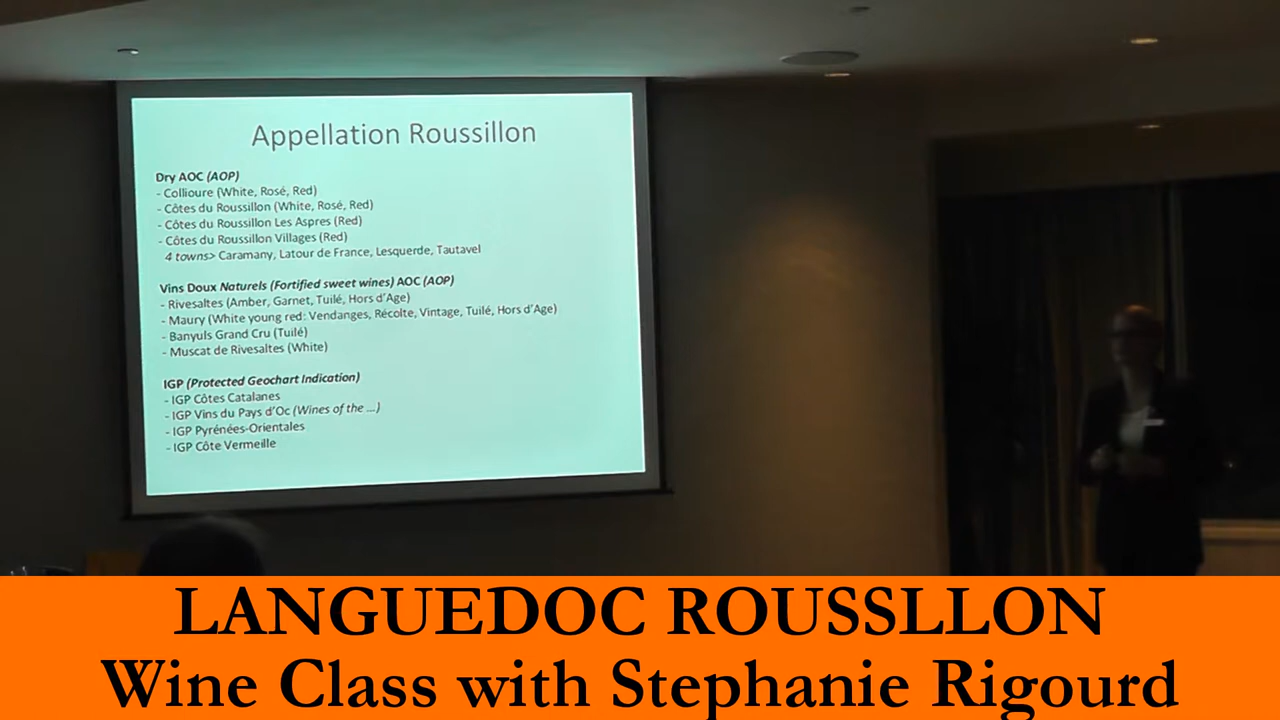 Appellation Roussillon
Dry AOC (AOP)
- Collioure (White, Rosé, Red)
- Côtes du Roussillon (White, Rosé, Red)
- Côtes du Roussillon Les Aspres (Red)
- Côtes du Roussillon Villages (Red)
4 towns> Caramany, Latour de France, Lesquerde, Tautavel
Vins Doux Naturels (Fortified sweet wines) AOC (AOP)
- Rivesaltes (Amber, Garnet, Tuilé, Hors d'Age)
- Maury (White young red: Vendanges, Récolte, Vintage, Tuilé, Hors d'Age)
- Banyuls Grand Cru (Tuilé)
- Muscat de Rivesaltes (White)
IGP (Protected Geochart Indication)
- IGP Côtes Catalanes
- IGP Vins du Pays d'Oc (Wines of the ...)
- IGP Pyrénées-Orientales
- IGP Côte Vermeille
LANGUEDOC ROUSSLLON
Wine Class with Stephanie Rigourd